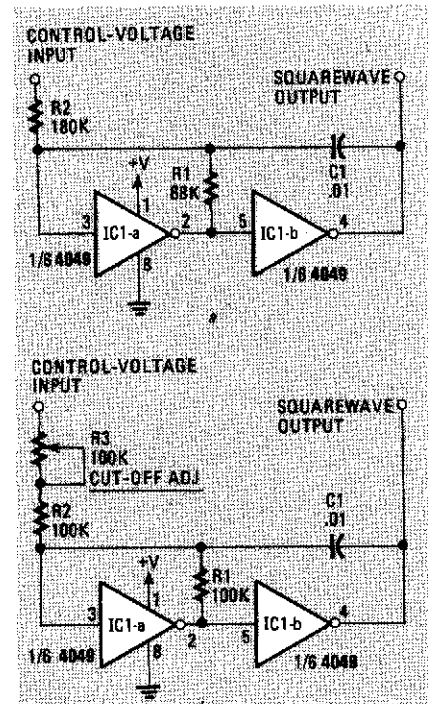 CONTROL-VOLTAGE
INPUT
SQUAREWAVE
OUTPUT
R2
180K
+V
R1
C1
.01
3
1
2
IC1-a
5
IC1-b
4
1/6 4049
8
1/6 4049
CONTROL-VOLTAGE
INPUT
SQUAREWAVE
OUTPUT
R3
100K
CUT-OFF ADJ
R2
100K
C1
.01
+V
R1
100K
3
1
IC1-a
2
5
IC1-b
4
8
1/6 4049
1/6 4049